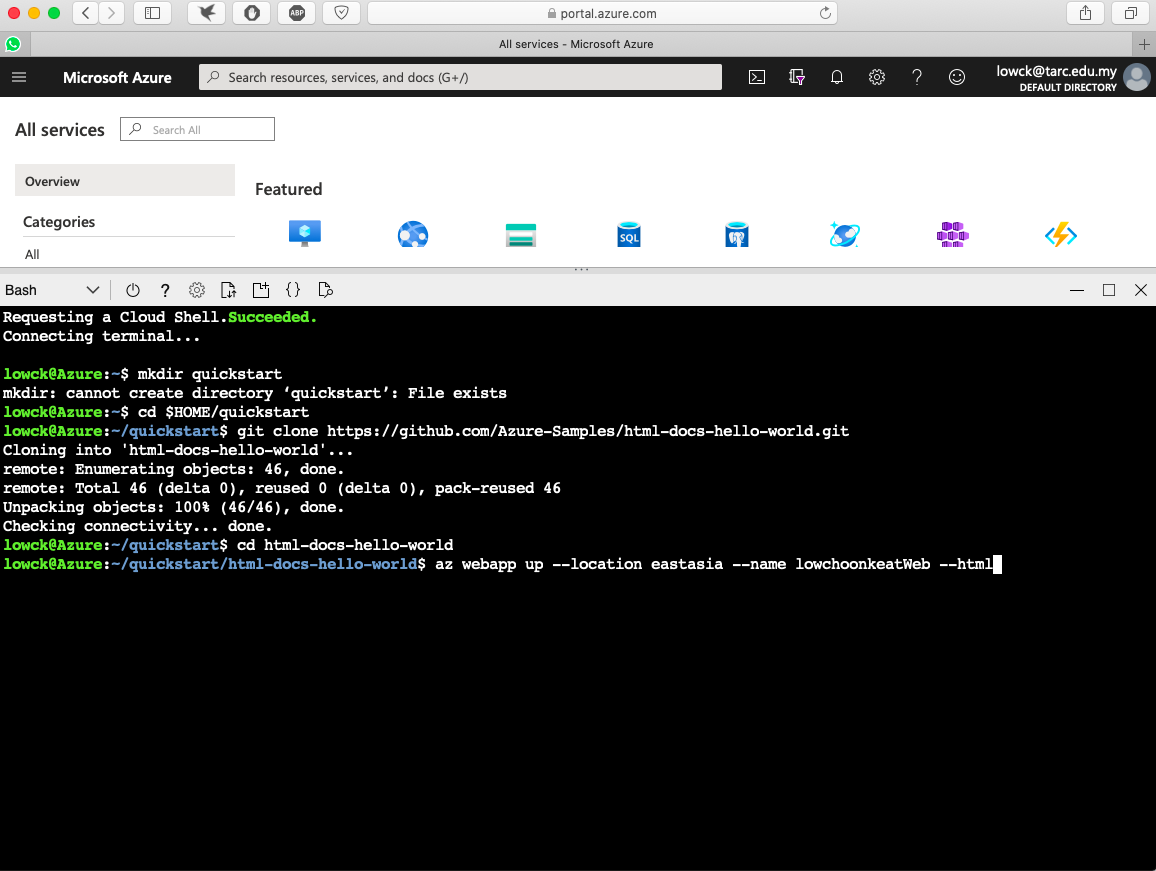 ABP
portal.azure.com
All services - Microsoft Azure
Microsoft Azure
Search resources, services, and docs (G+/)
lowck@tarc.edu.my
DEFAULT DIRECTORY
All services
Search All
Overview
Featured
Categories
SQL
All
Bash
Requesting a Cloud Shell.Succeeded.
Connecting terminal...
lowck@Azure:~$ mkdir quickstart
mkdir: cannot create directory ‘quickstart’: File exists
lowck@Azure:~$ cd $HOME/quickstart
lowck@Azure:~/quickstart$ git clone https://github.com/Azure-Samples/html-docs-hello-world.git
Cloning into 'html-docs-hello-world'...
remote: Enumerating objects: 46, done.
remote: Total 46 (delta 0), reused 0 (delta 0), pack-reused 46
Unpacking objects: 100% (46/46), done.
Checking connectivity... done.
lowck@Azure:~/quickstart$ cd html-docs-hello-world
lowck@Azure:~/quickstart/html-docs-hello-world$ az webapp up --location eastasia --name lowchoonkeatWeb --html